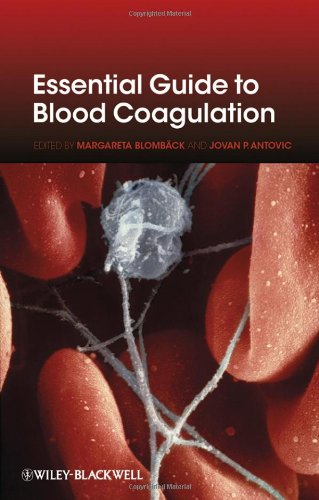 Essential Guide to
Blood Coagulation
EDITED BY MARGARETA BLOMBÄCK AND JOVAN P. ANTOVIC
WILEY-BLACKWELL